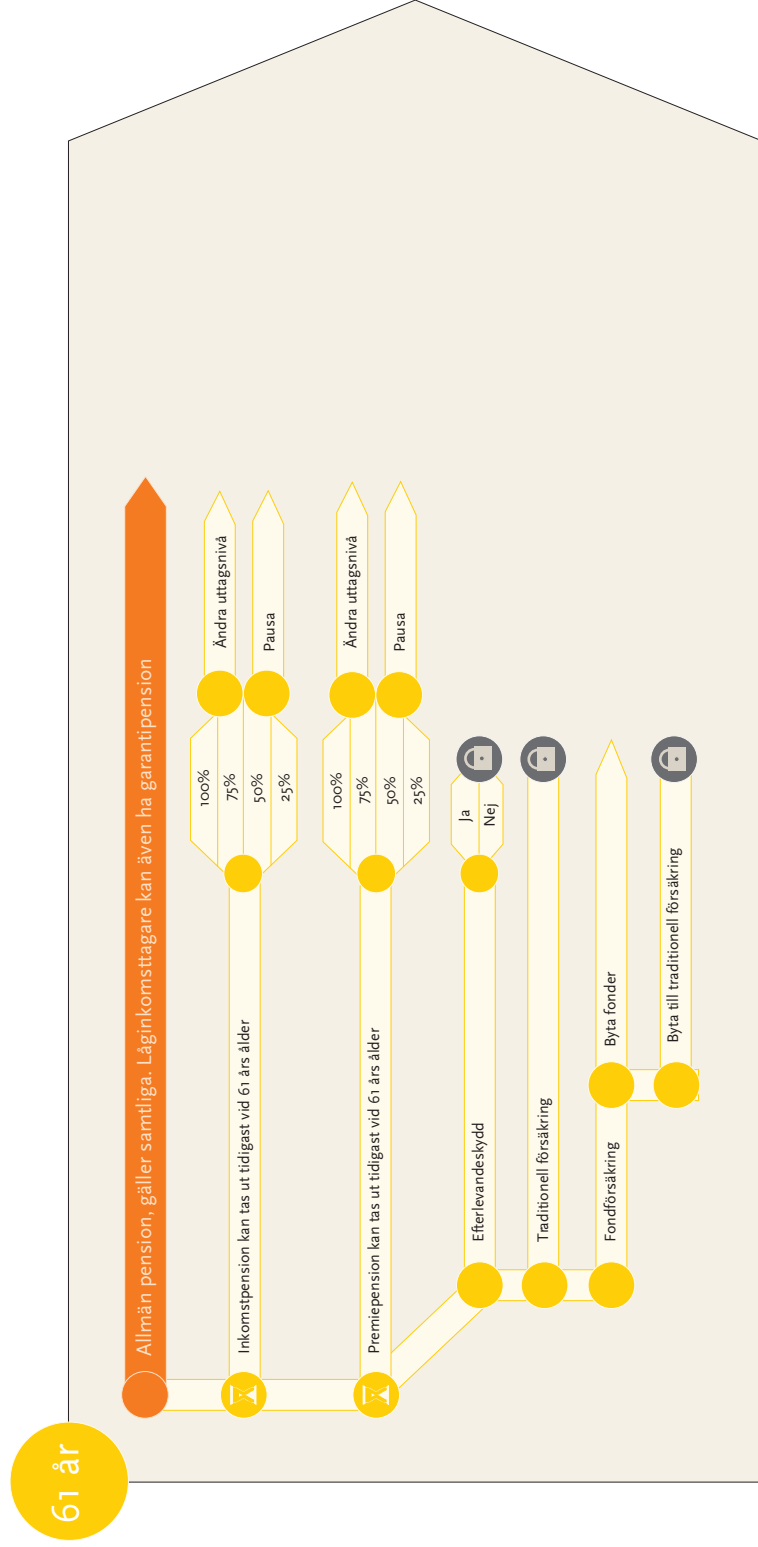 61 år
Allmän pension, gäller samtliga. Låginkomsttagare kan även ha garantipension
Inkomstpension kan tas ut tidigast vid 61 års ålder
100%
75%
50%
25%
Ändra uttagsnivå
Pausa
Premiepension kan tas ut tidigast vid 61 års ålder
100%
75%
50%
25%
Ändra uttagsnivå
Pausa
Efterlevandeskydd
Ja
Nej
Traditionell försäkring
Fondförsäkring
Byta fonder
Byta till traditionell försäkring